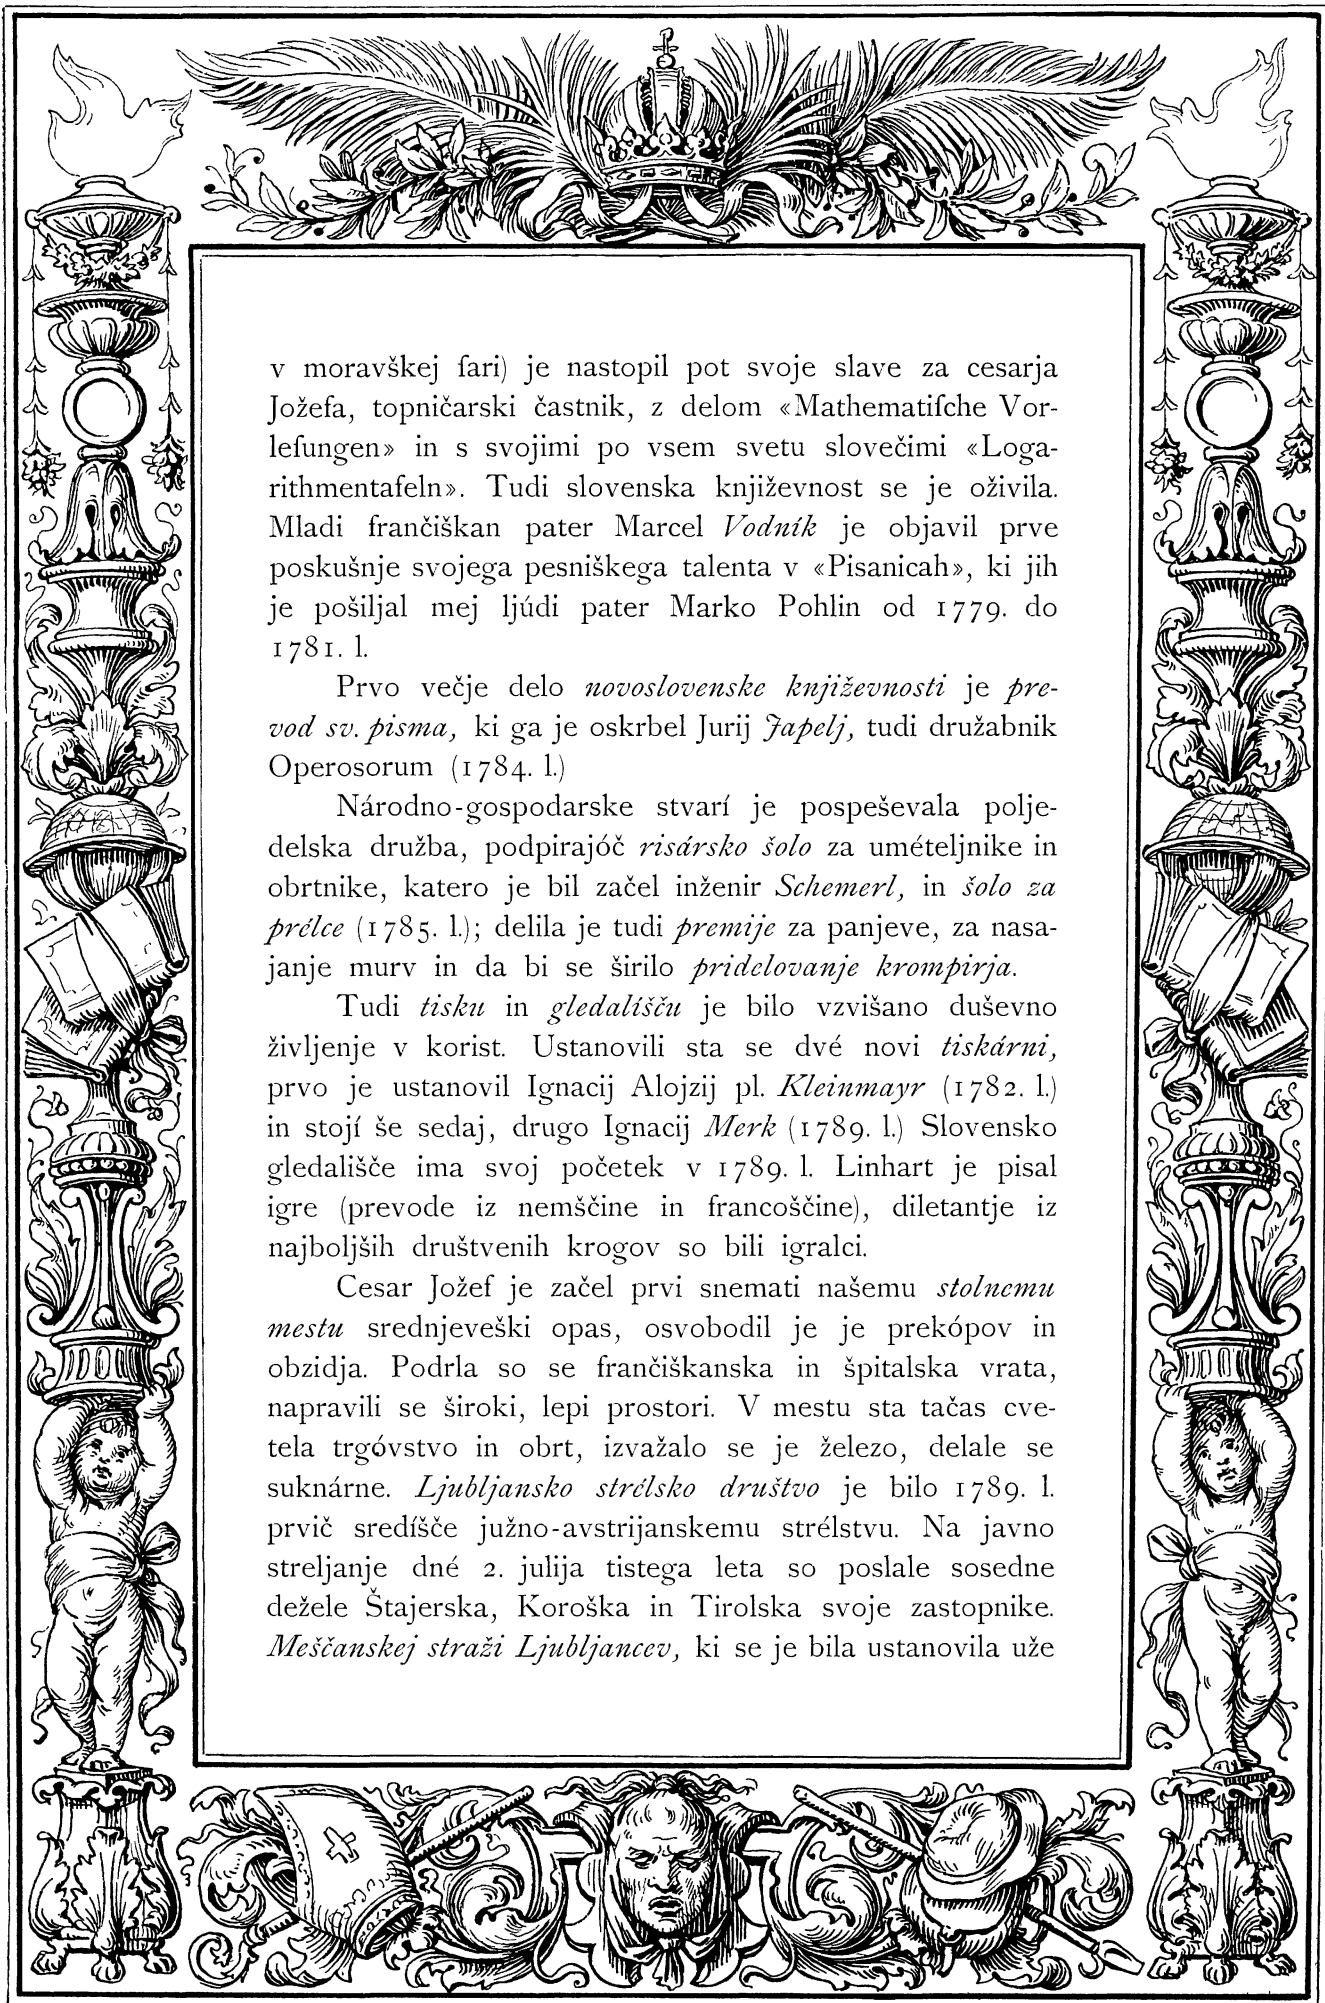 v moravškej fari) je nastopil pot svoje slave za cesarja
Jožefa, topničarski častnik, z delom «Mathematiſche Vor-
leſungen» in s svojimi po vsem svetu slovečimi «Loga-
rithmentafeln». Tudi slovenska književnost se je oživila.
Mladi frančiškan pater Marcel Vodník je objavil prve
poskušnje svojega pesniškega talenta v «Pisanicah», ki jih
je pošiljal mej ljúdi pater Marko Pohlin od 1779. do
1781. l.
Prvo večje delo novoslovenske književnosti je pre-
vod sv. pisma, ki ga je oskrbel Jurij Japelj, tudi družabnik
Operosorum (1784. l.)
Národno-gospodarske stvarí je pospeševala polje-
delska družba, podpirajóč risársko šolo za umételjnike in
obrtnike, katero je bil začel inženir Schemerl, in šolo za
prélce (1785. l.); delila je tudi premije za panjeve, za nasa-
janje murv in da bi se širilo pridelovanje krompirja.
Tudi tisku in gledalíšču je bilo vzvišano duševno
življenje v korist. Ustanovili sta se dvé novi tiskárni,
prvo je ustanovil Ignacij Alojzij pl. Kleinmayr (1782. l.)
in stojí še sedaj, drugo Ignacij Merk (1789. l.) Slovensko
gledališče ima svoj početek v 1789. l. Linhart je pisal
igre (prevode iz nemščine in francoščine), diletantje iz
najboljših društvenih krogov so bili igralci.
Cesar Jožef je začel prvi snemati našemu stolnemu
mestu srednjeveški opas, osvobodil je je prekópov in
obzidja. Podrla so se frančiškanska in špitalska vrata,
napravili se široki, lepi prostori. V mestu sta tačas cve-
tela trgóvstvo in obrt, izvažalo se je železo, delale se
suknárne. Ljubljansko strélsko društvo je bilo 1789. l.
prvič sredíšče južno-avstrijanskemu strélstvu. Na javno
streljanje dné 2. julija tistega leta so poslale sosedne
dežele Štajerska, Koroška in Tirolska svoje zastopnike.
Meščanskej straži Ljubljancev, ki se je bila ustanovila uže